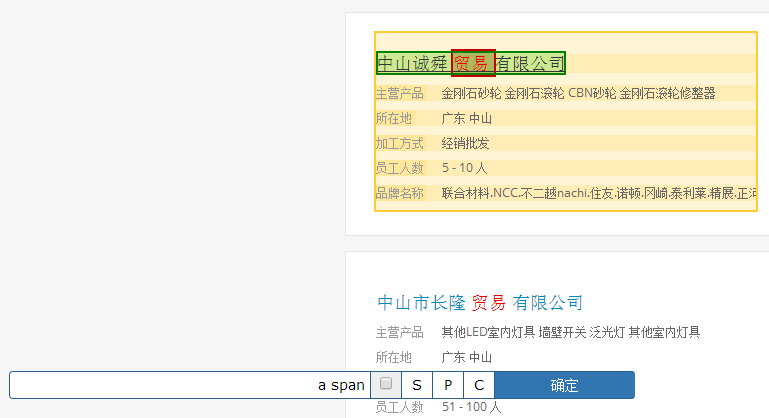 中山诚舜 贸易 有限公司
主营产品 金刚石砂轮 金刚石滚轮 CBN砂轮 金刚石滚轮修整器
所在地 广东 中山
加工方式 经销批发
员工人数 5 - 10 人
品牌名称 联合材料.NCC.不二越nachi.住友.诺顿.冈崎.泰利莱.精展.正河
中山市长隆 贸易 有限公司
主营产品 其他LED室内灯具 墙壁开关 泛光灯 其他室内灯具
所在地 广东 中山
a span S P C 确定
员工人数 51 - 100 人